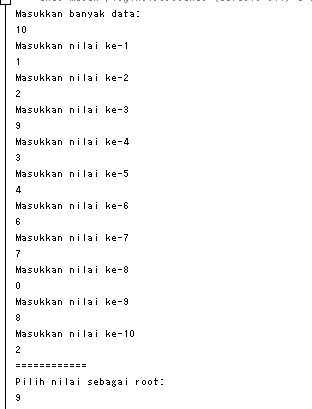 Masukkan banyak data:
10
Masukkan nilai ke-1
1
Masukkan nilai ke-2
2
Masukkan nilai ke-3
9
Masukkan nilai ke-4
3
Masukkan nilai ke-5
4
Masukkan nilai ke-6
6
Masukkan nilai ke-7
7
Masukkan nilai ke-8
0
Masukkan nilai ke-9
8
Masukkan nilai ke-10
2
============
Pilih nilai sebagai root:
9